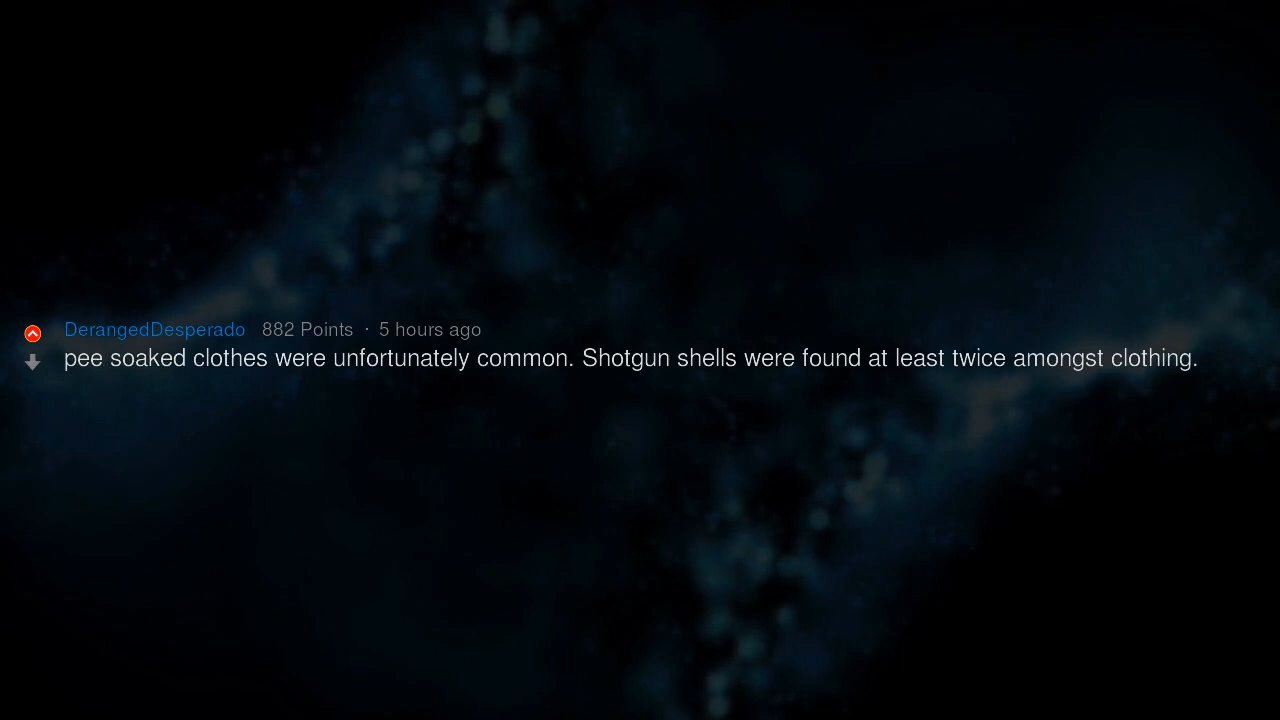 DerangedDesperado 882 Points · 5 hours ago
pee soaked clothes were unfortunately common. Shotgun shells were found at least twice amongst clothing.